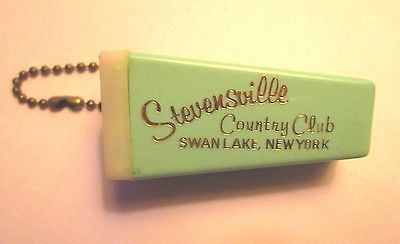 Stevensville
Country Club
SWAN LAKE, NEW YORK